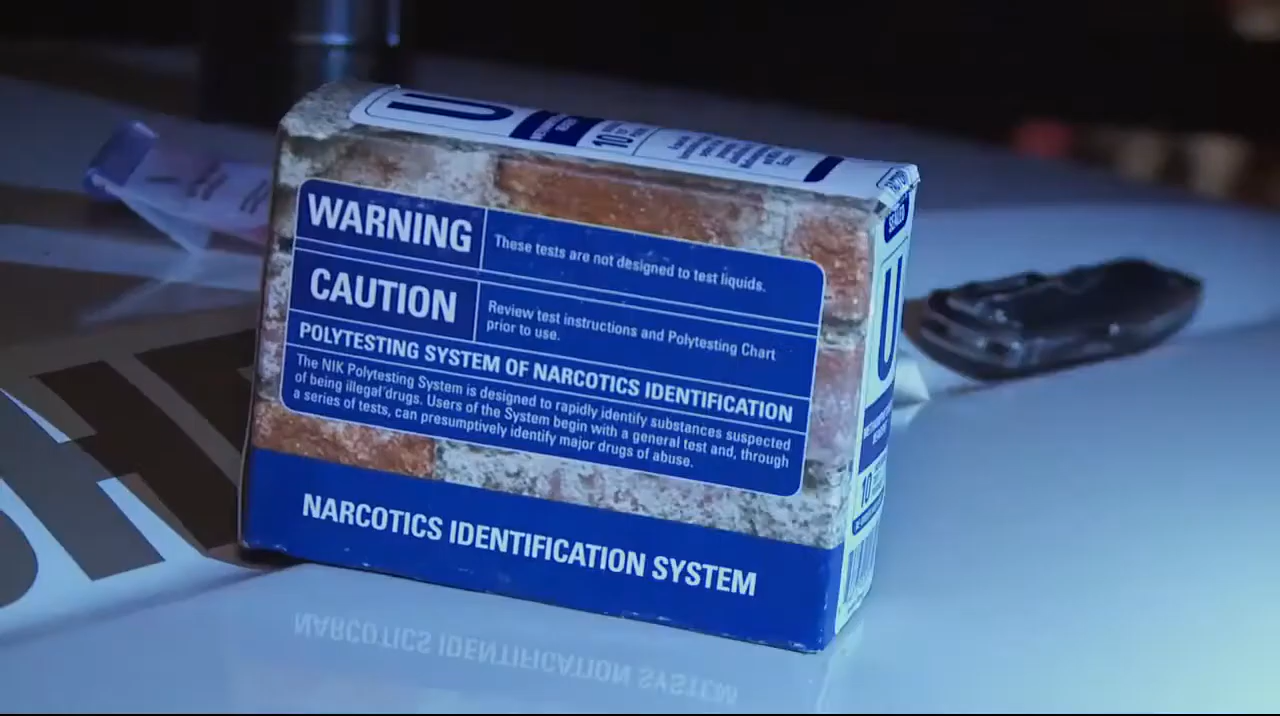 U
10
WARNING
These tests are not designed to test liquids.
CAUTION
Review test instructions and Polytesting Chart
prior to use.
POLYTESTING SYSTEM OF NARCOTICS IDENTIFICATION
The NIK Polytesting System is designed to rapidly identify substances suspected
of being illegal drugs. Users of the System begin with a general test and, through
a series of tests, can presumptively identify major drugs of abuse.
NARCOTICS IDENTIFICATION SYSTEM
SEALED
U
10
NARCOTICS IDENTIFICATION SYSTEM